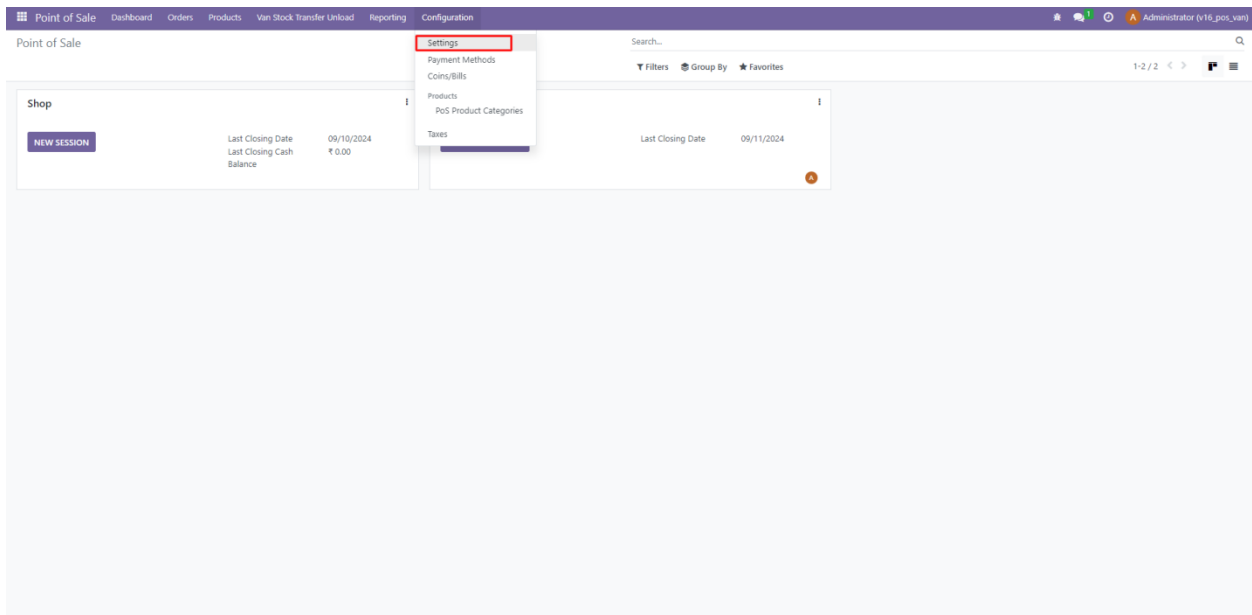 Point of Sale Dashboard Orders Products Van Stock Transfer Unload Reporting Configuration 1 A Administrator (v16_pos_van)
Point of Sale
Search...
Filters Group By Favorites 1-2 / 2
Settings
Payment Methods
Coins/Bills
Products
PoS Product Categories
Taxes
Shop
NEW SESSION
Last Closing Date 09/10/2024
Last Closing Cash ₹ 0.00
Balance
Last Closing Date 09/11/2024
A